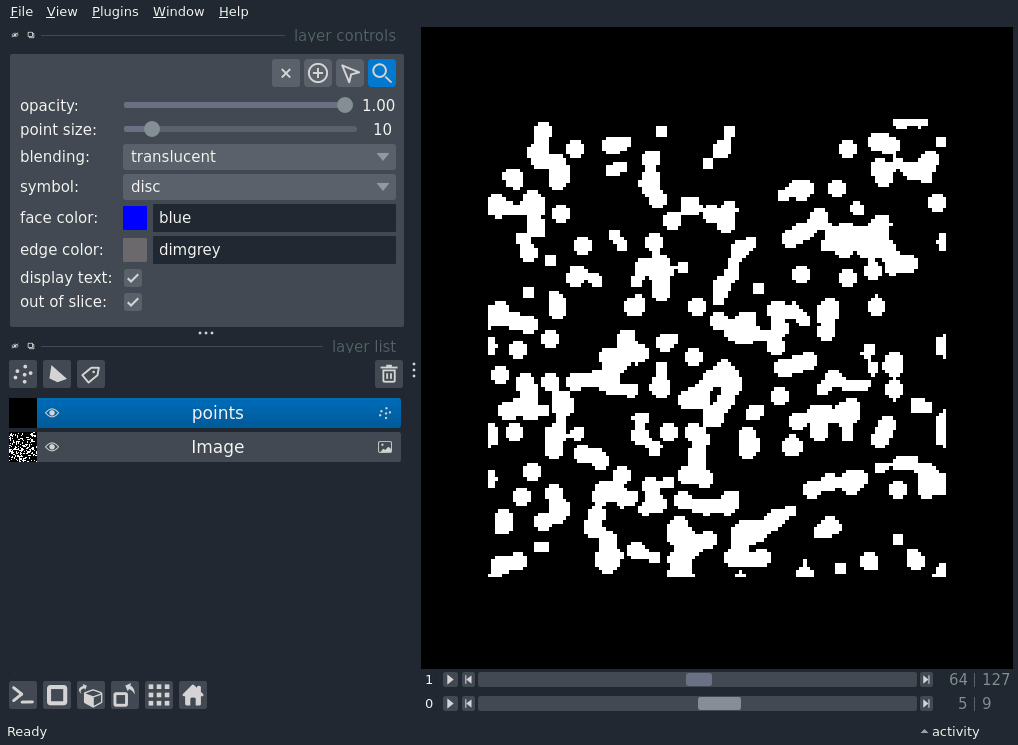 File View Plugins Window Help
layer controls
opacity: 1.00
point size: 10
blending: translucent
symbol: disc
face color: blue
edge color: dimgrey
display text:
out of slice:
layer list
points
Image
1 64 | 127
0 5 | 9
Ready activity